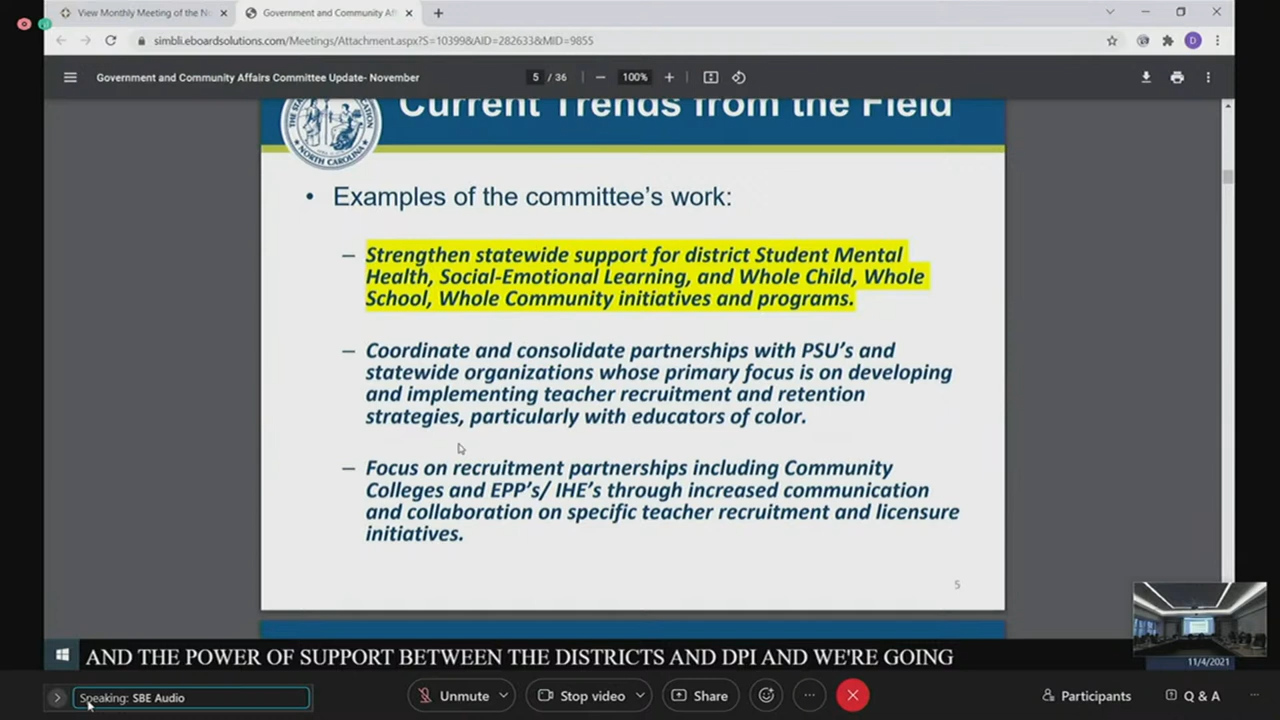 View Monthly Meeting of the N
Government and Community Af
simbli.eboardsolutions.com/Meetings/Attachment.aspx?S=10399&AID=282633&MID=9855
D
Government and Community Affairs Committee Update- November
5 / 36
100%
Current Trends from the Field
NORTH CAROLINA
• Examples of the committee's work:
– Strengthen statewide support for district Student Mental
Health, Social-Emotional Learning, and Whole Child, Whole
School, Whole Community initiatives and programs.
– Coordinate and consolidate partnerships with PSU's and
statewide organizations whose primary focus is on developing
and implementing teacher recruitment and retention
strategies, particularly with educators of color.
– Focus on recruitment partnerships including Community
Colleges and EPP's/ IHE's through increased communication
and collaboration on specific teacher recruitment and licensure
initiatives.
5
AND THE POWER OF SUPPORT BETWEEN THE DISTRICTS AND DPI AND WE'RE GOING
11/4/2021
Speaking: SBE Audio
Unmute
Stop video
Share
Participants
Q & A